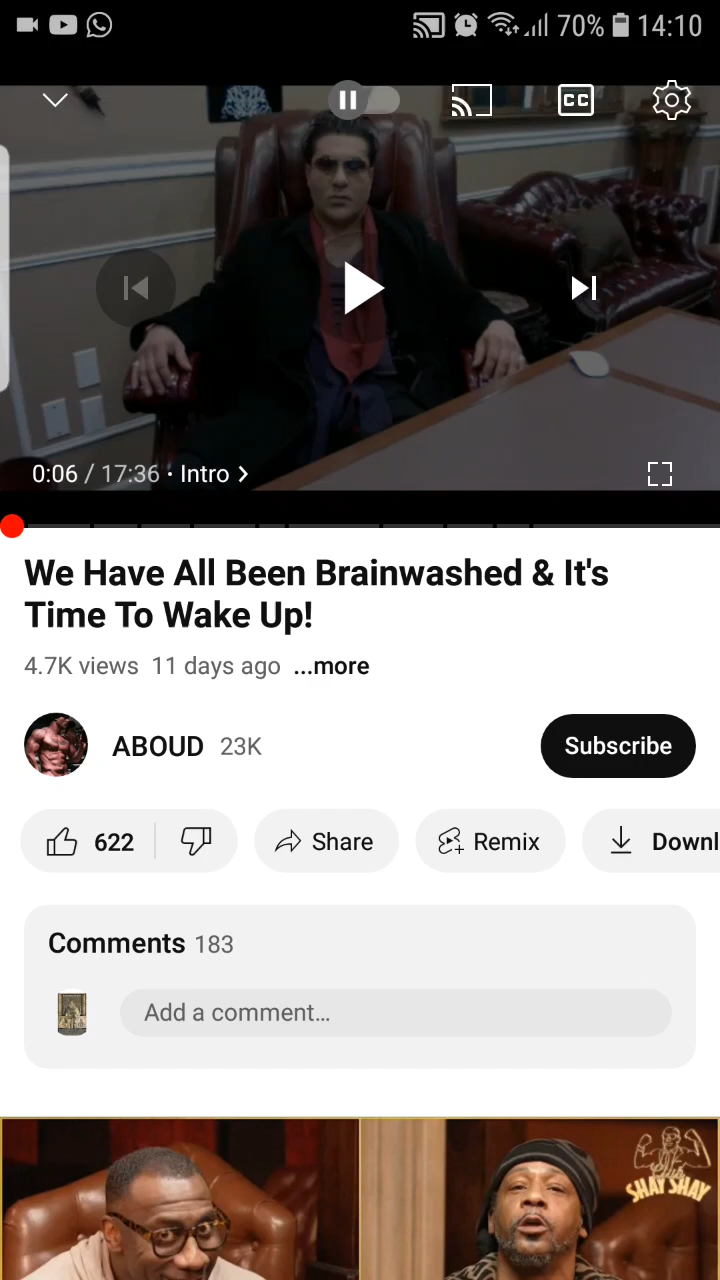 70% 14:10
CC
0:06 / 17:36 • Intro >
We Have All Been Brainwashed & It's
Time To Wake Up!
4.7K views 11 days ago ...more
ABOUD 23K
Subscribe
622
Share
Remix
Downl
Comments 183
Add a comment...
Club
SHAY SHAY